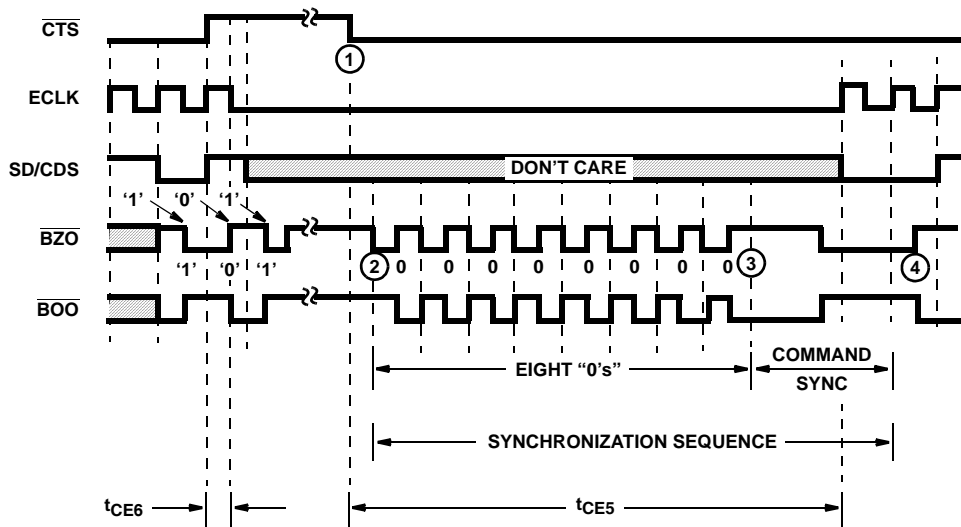 CTS
1
ECLK
SD/CDS
DON'T CARE
'1' '0' '1'
BZO
'1' '0' '1'
2 0 0 0 0 0 0 0 0 3 4
BOO
EIGHT "0's"
COMMAND
SYNC
SYNCHRONIZATION SEQUENCE
tCE6
tCE5